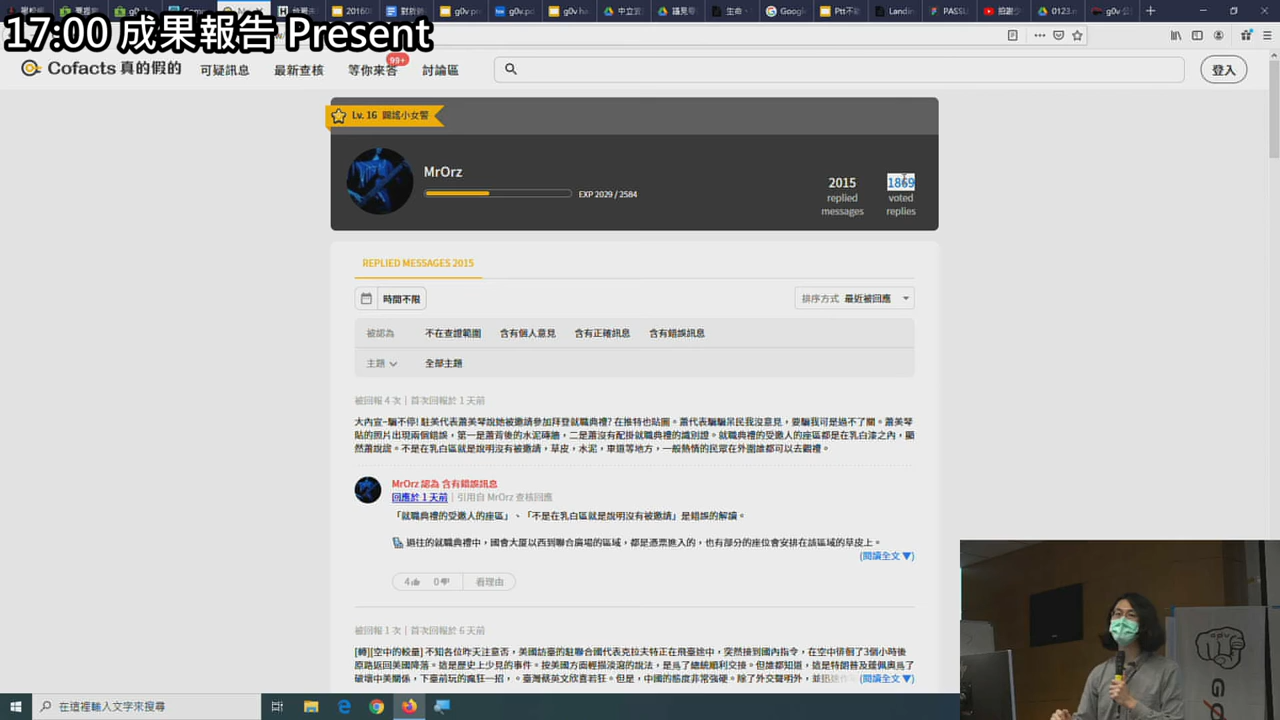 17:00 成果報告 Present
Cofacts 真的假的
可疑訊息
最新查核
等你來答
99+
討論區
登入
Lv. 16 闢謠小女警
MrOrz
EXP 2029 / 2584
2015
replied
messages
1869
voted
replies
REPLIED MESSAGES 2015
時間不限
排序方式 最近被回應
被認為
不在查證範圍
含有個人意見
含有正確訊息
含有錯誤訊息
主題
全部主題
被回報 4 次 | 首次回報於 1 天前
大內宣~騙不停! 駐美代表蕭美琴說她被邀請參加拜登就職典禮? 在推特也貼圖。蕭代表騙騙呆民我沒意見，要騙我可是過不了關。蕭美琴
貼的照片出現兩個錯誤，第一是蕭背後的水泥磚牆，二是蕭沒有配掛就職典禮的識別證。就職典禮的受邀人的座區都是在乳白漆之內，顯
然蕭說謊。不是在乳白區就是說明沒有被邀請，草皮，水泥，車道等地方，一般熱情的民眾在外圍誰都可以去觀禮。
MrOrz 認為 含有錯誤訊息
回應於 1 天前 | 引用自 MrOrz 查核回應
「就職典禮的受邀人的座區」、「不是在乳白區就是說明沒有被邀請」是錯誤的解讀。
過往的就職典禮中，國會大廈以西到聯合廣場的區域，都是憑票進入的，也有部分的座位會安排在該區域的草皮上。
(閱讀全文 ▼)
4
0
看理由
被回報 1 次 | 首次回報於 6 天前
[轉][空中的較量] 不知各位昨天注意否，美國訪臺的駐聯合國代表克拉夫特正在飛臺途中，突然接到國內指令，在空中徘徊了3個小時後
原路返回美國降落。這是歷史上少見的事件。按美國方面輕描淡寫的說法，是爲了總統順利交接。但誰都知道，這是特朗普及蓬佩奧爲了
破壞中美關係，下臺前玩的瘋狂一招，。臺灣蔡英文欣喜若狂。但是，中國的態度非常強硬。除了外交聲明外，並
(閱讀全文 ▼)
在這裡輸入文字來搜尋